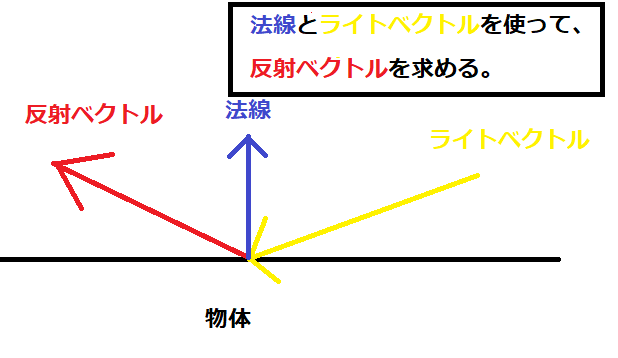 法線とライトベクトルを使って、
反射ベクトルを求める。
反射ベクトル
法線
ライトベクトル
物体